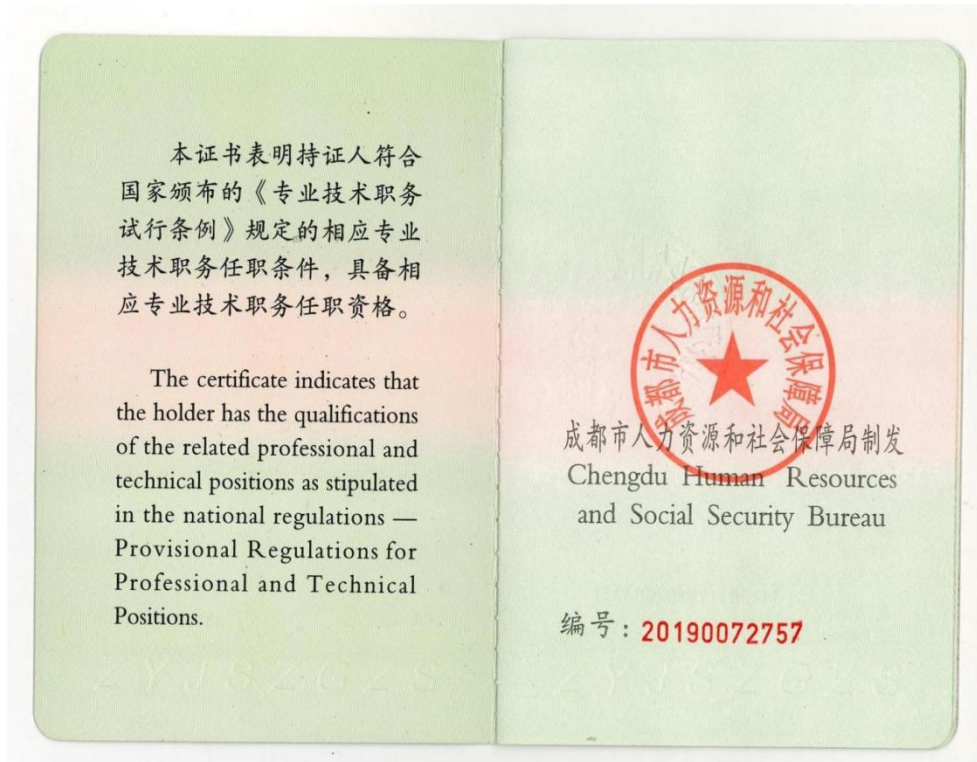 本证书表明持证人符合
国家颁布的《专业技术职务
试行条例》规定的相应专业
技术职务任职条件，具备相
应专业技术职务任职资格。
The certificate indicates that
the holder has the qualifications
of the related professional and
technical positions as stipulated
in the national regulations —
Provisional Regulations for
Professional and Technical
Positions.
ZYJSZGZS
成都市人力资源和社会保障局
成都市人力资源和社会保障局制发
Chengdu Human Resources
and Social Security Bureau
编号：20190072757
ZYJSZGZS